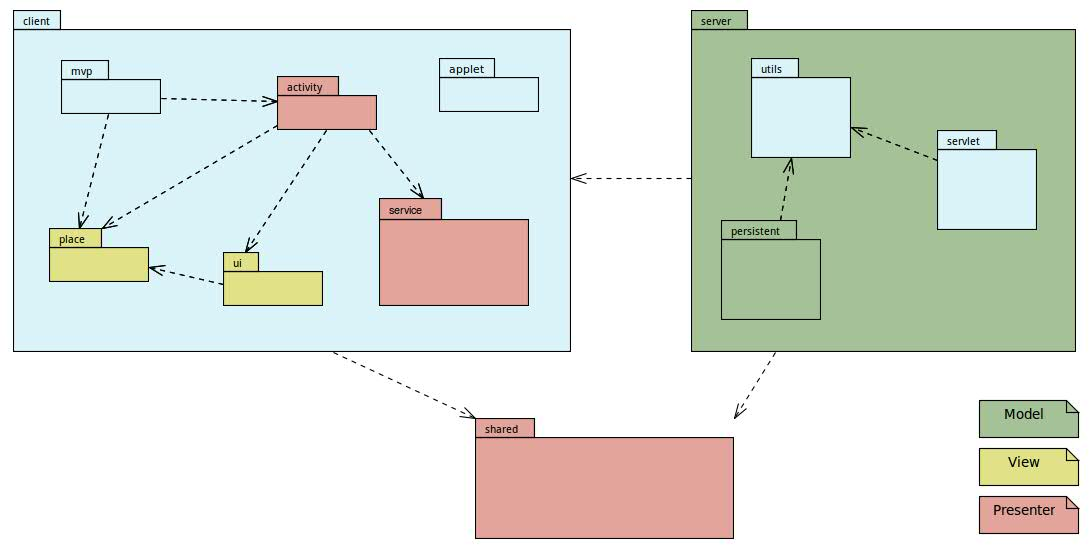 client
mvp
activity
applet
place
ui
service
server
utils
servlet
persistent
shared
Model
View
Presenter